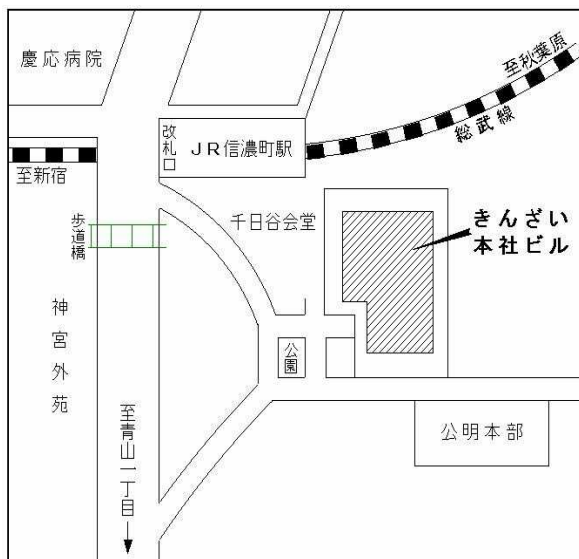 慶応病院
至秋葉原
総武線
改札口
JR信濃町駅
至新宿
歩道橋
千日谷会堂
きんざい
本社ビル
神宮外苑
公園
至青山一丁目
公明本部